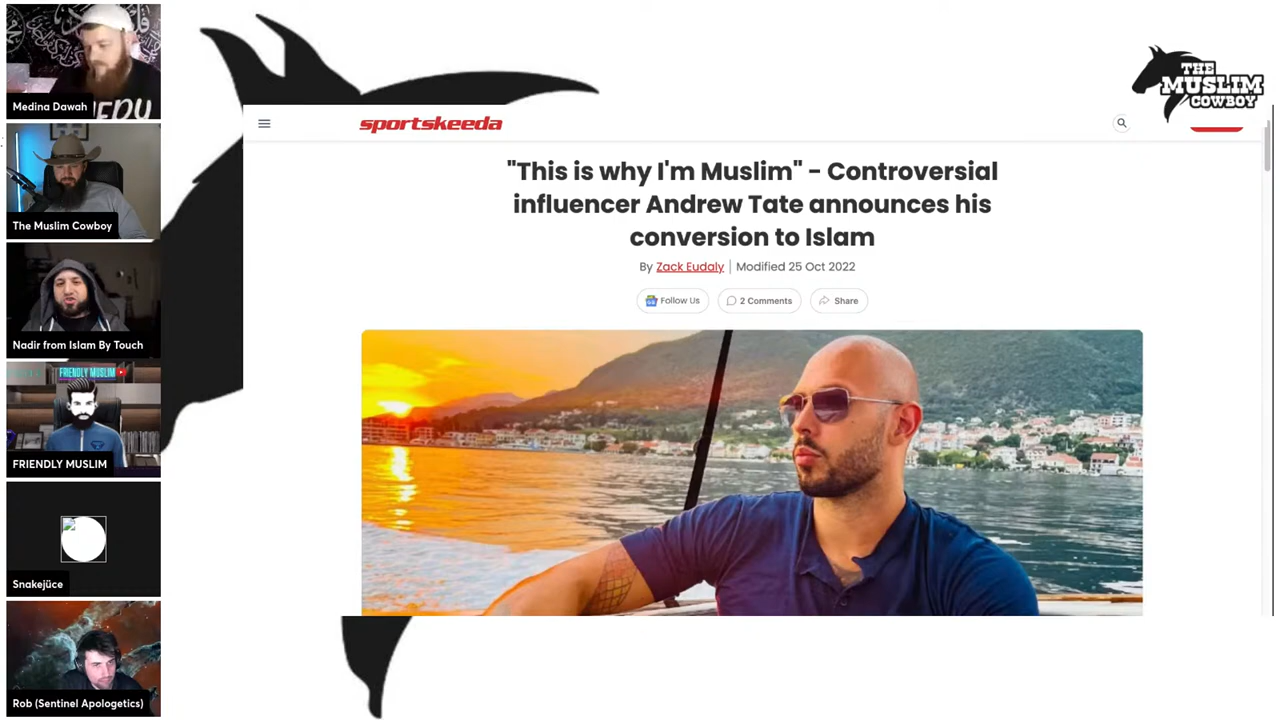 Medina Dawah
The Muslim Cowboy
Nadir from Islam By Touch
FRIENDLY MUSLIM
FRIENDLY MUSLIM
Snakejüce
Rob (Sentinel Apologetics)
sportskeeda
THE
MUSLIM
COWBOY
"This is why I'm Muslim" - Controversial
influencer Andrew Tate announces his
conversion to Islam
By Zack Eudaly | Modified 25 Oct 2022
Follow Us
2 Comments
Share